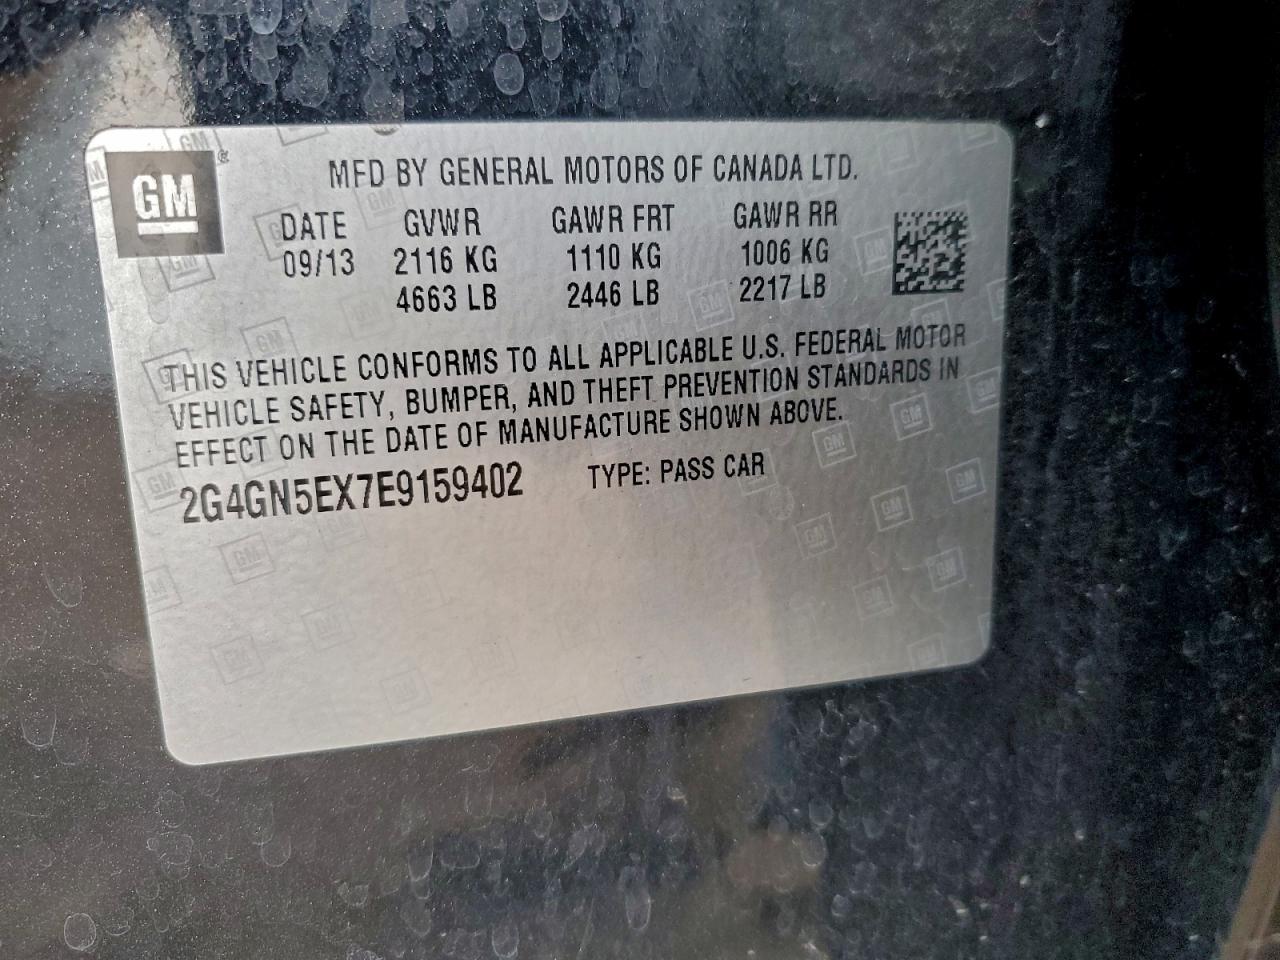 GM ®
MFD BY GENERAL MOTORS OF CANADA LTD.
DATE GVWR GAWR FRT GAWR RR
09/13 2116 KG 1110 KG 1006 KG
4663 LB 2446 LB 2217 LB
THIS VEHICLE CONFORMS TO ALL APPLICABLE U.S. FEDERAL MOTOR
VEHICLE SAFETY, BUMPER, AND THEFT PREVENTION STANDARDS IN
EFFECT ON THE DATE OF MANUFACTURE SHOWN ABOVE.
2G4GN5EX7E9159402 TYPE: PASS CAR